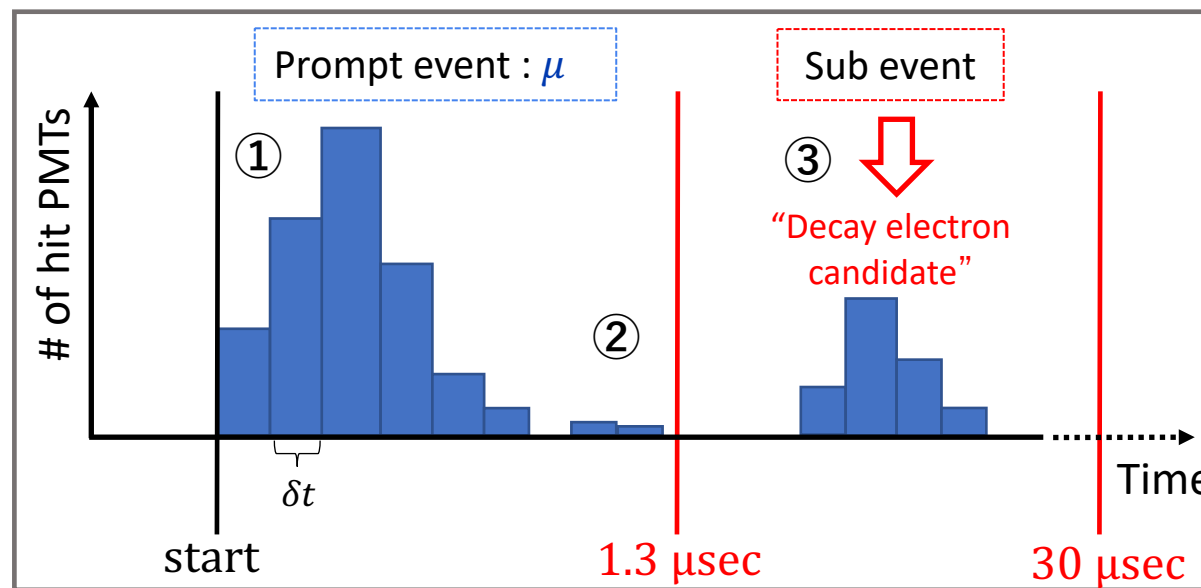 Prompt event : μ
Sub event
①
③
"Decay electron
candidate"
# of hit PMTs
②
δt
Time
start
1.3 μsec
30 μsec